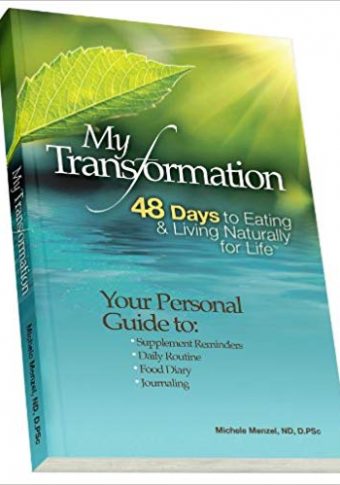 My
Transformation
48 Days to Eating
& Living Naturally
for Life™
Your Personal
Guide to:
• Supplement Reminders
• Daily Routine
• Food Diary
• Journaling
Michele Menzel, ND, D.PSc
My Transformation
Michele Menzel, ND, D.PSc